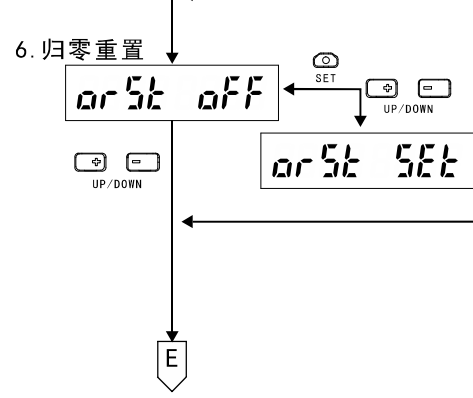 6.归零重置
orSt oFF
SET
UP/DOWN
orSt SEt
UP/DOWN
E